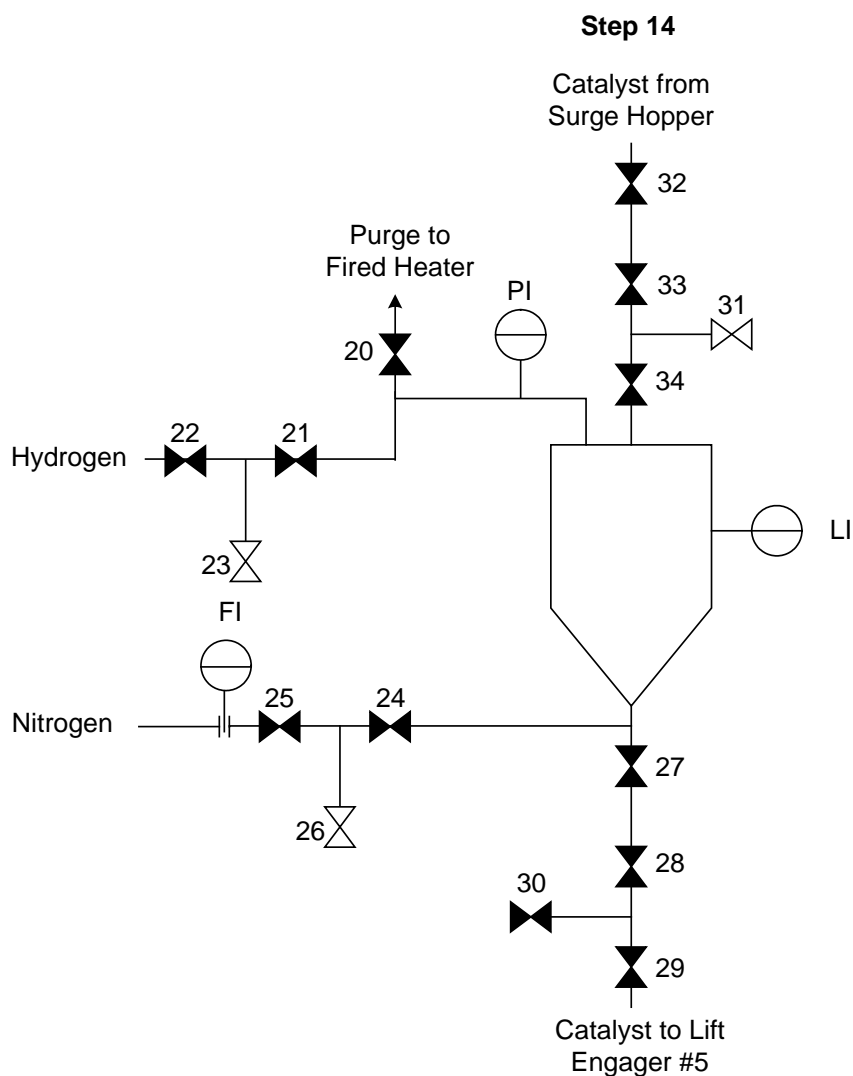 Step 14
Catalyst from
Surge Hopper
32
Purge to
Fired Heater
PI
33
31
20
34
22
21
Hydrogen
23
LI
FI
25
24
Nitrogen
27
26
28
30
29
Catalyst to Lift
Engager #5